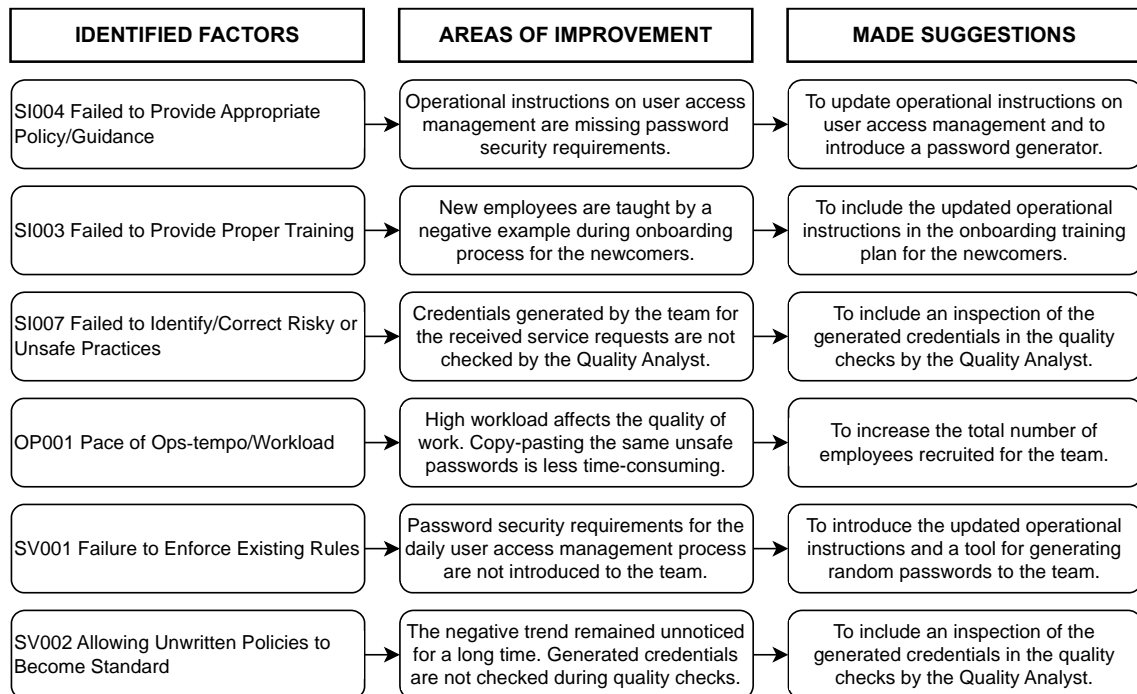 IDENTIFIED FACTORS
AREAS OF IMPROVEMENT
MADE SUGGESTIONS
SI004 Failed to Provide Appropriate
Policy/Guidance
Operational instructions on user access
management are missing password
security requirements.
To update operational instructions on
user access management and to
introduce a password generator.
SI003 Failed to Provide Proper Training
New employees are taught by a
negative example during onboarding
process for the newcomers.
To include the updated operational
instructions in the onboarding training
plan for the newcomers.
SI007 Failed to Identify/Correct Risky or
Unsafe Practices
Credentials generated by the team for
the received service requests are not
checked by the Quality Analyst.
To include an inspection of the
generated credentials in the quality
checks by the Quality Analyst.
OP001 Pace of Ops-tempo/Workload
High workload affects the quality of
work. Copy-pasting the same unsafe
passwords is less time-consuming.
To increase the total number of
employees recruited for the team.
SV001 Failure to Enforce Existing Rules
Password security requirements for the
daily user access management process
are not introduced to the team.
To introduce the updated operational
instructions and a tool for generating
random passwords to the team.
SV002 Allowing Unwritten Policies to
Become Standard
The negative trend remained unnoticed
for a long time. Generated credentials
are not checked during quality checks.
To include an inspection of the
generated credentials in the quality
checks by the Quality Analyst.